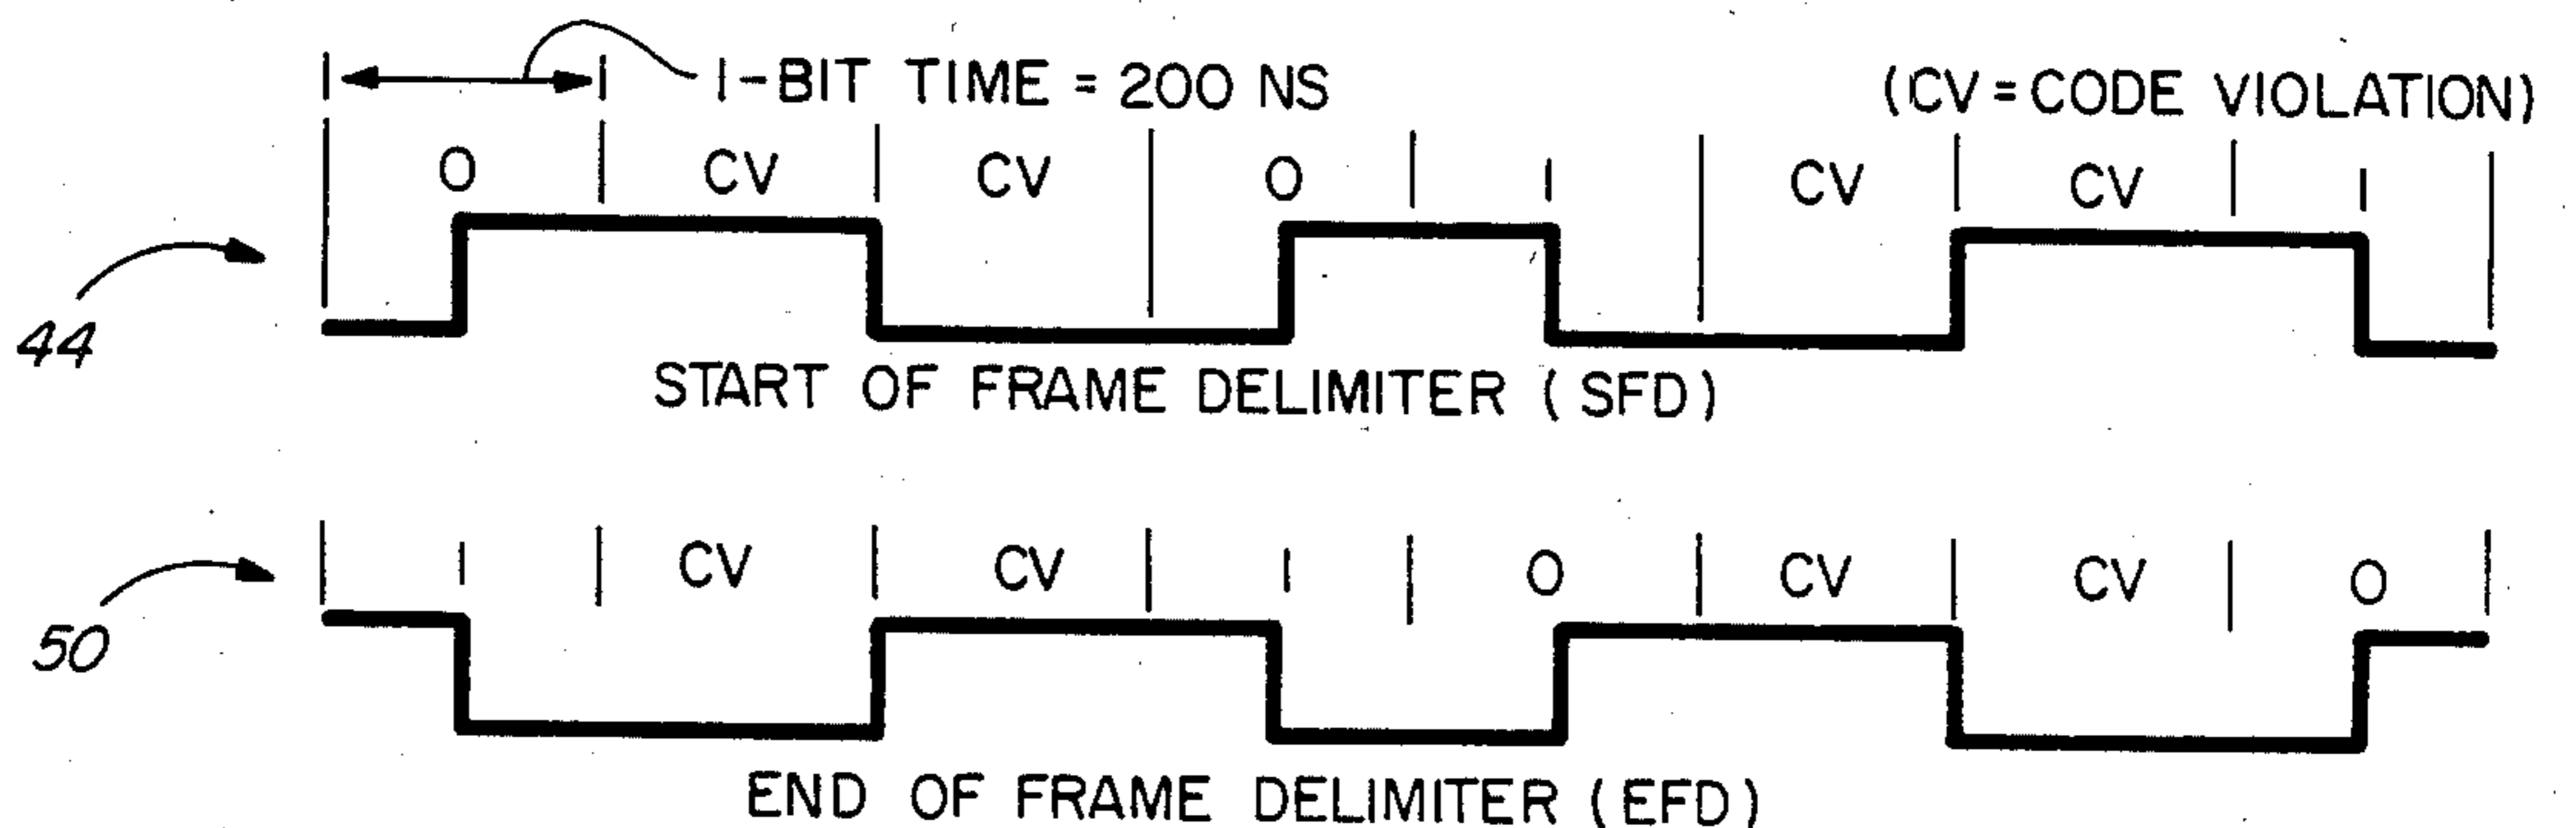 1-BIT TIME = 200 NS
(CV = CODE VIOLATION)
0 CV CV 0 1 CV CV 1
44
START OF FRAME DELIMITER (SFD)
1 CV CV 1 0 CV CV 0
50
END OF FRAME DELIMITER (EFD)